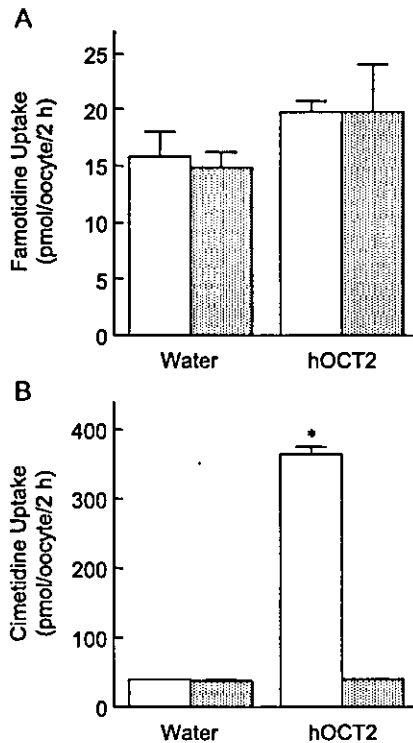 A
Famotidine Uptake
(pmol/oocyte/2 h)
25
20
15
10
5
0
Water hOCT2
B
Cimetidine Uptake
(pmol/oocyte/2 h)
400
300
200
100
0
*
Water hOCT2